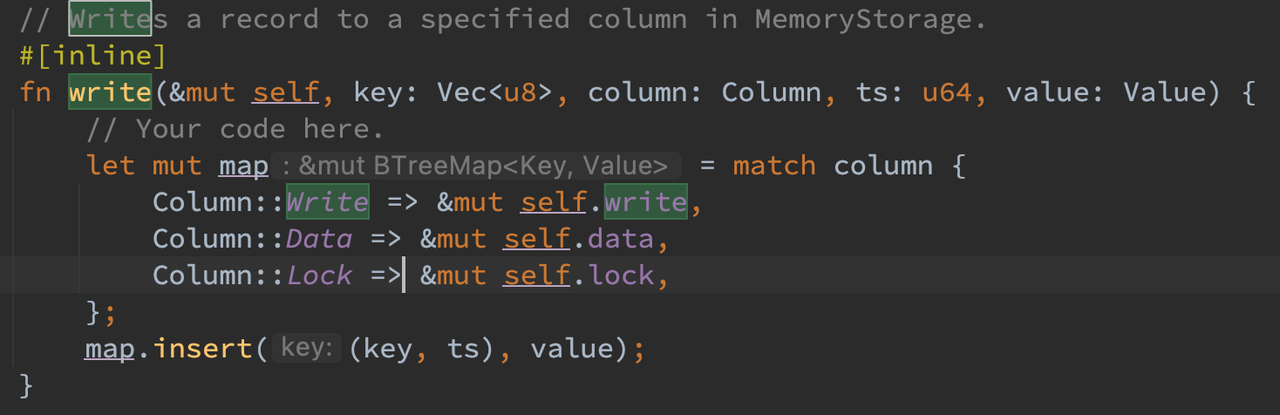 // Writes a record to a specified column in MemoryStorage.
#[inline]
fn write(&mut self, key: Vec<u8>, column: Column, ts: u64, value: Value) {
    // Your code here.
    let mut map : &mut BTreeMap<Key, Value> = match column {
        Column::Write => &mut self.write,
        Column::Data => &mut self.data,
        Column::Lock => &mut self.lock,
    };
    map.insert( key: (key, ts), value);
}